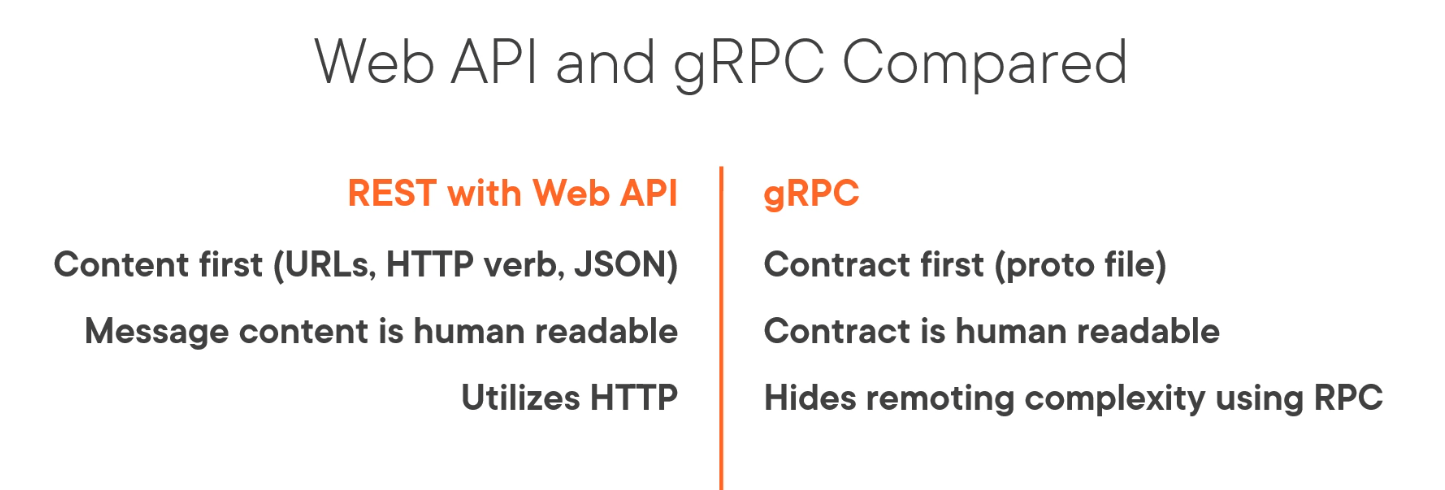 Web API and gRPC Compared
REST with Web API
Content first (URLs, HTTP verb, JSON)
Message content is human readable
Utilizes HTTP
gRPC
Contract first (proto file)
Contract is human readable
Hides remoting complexity using RPC